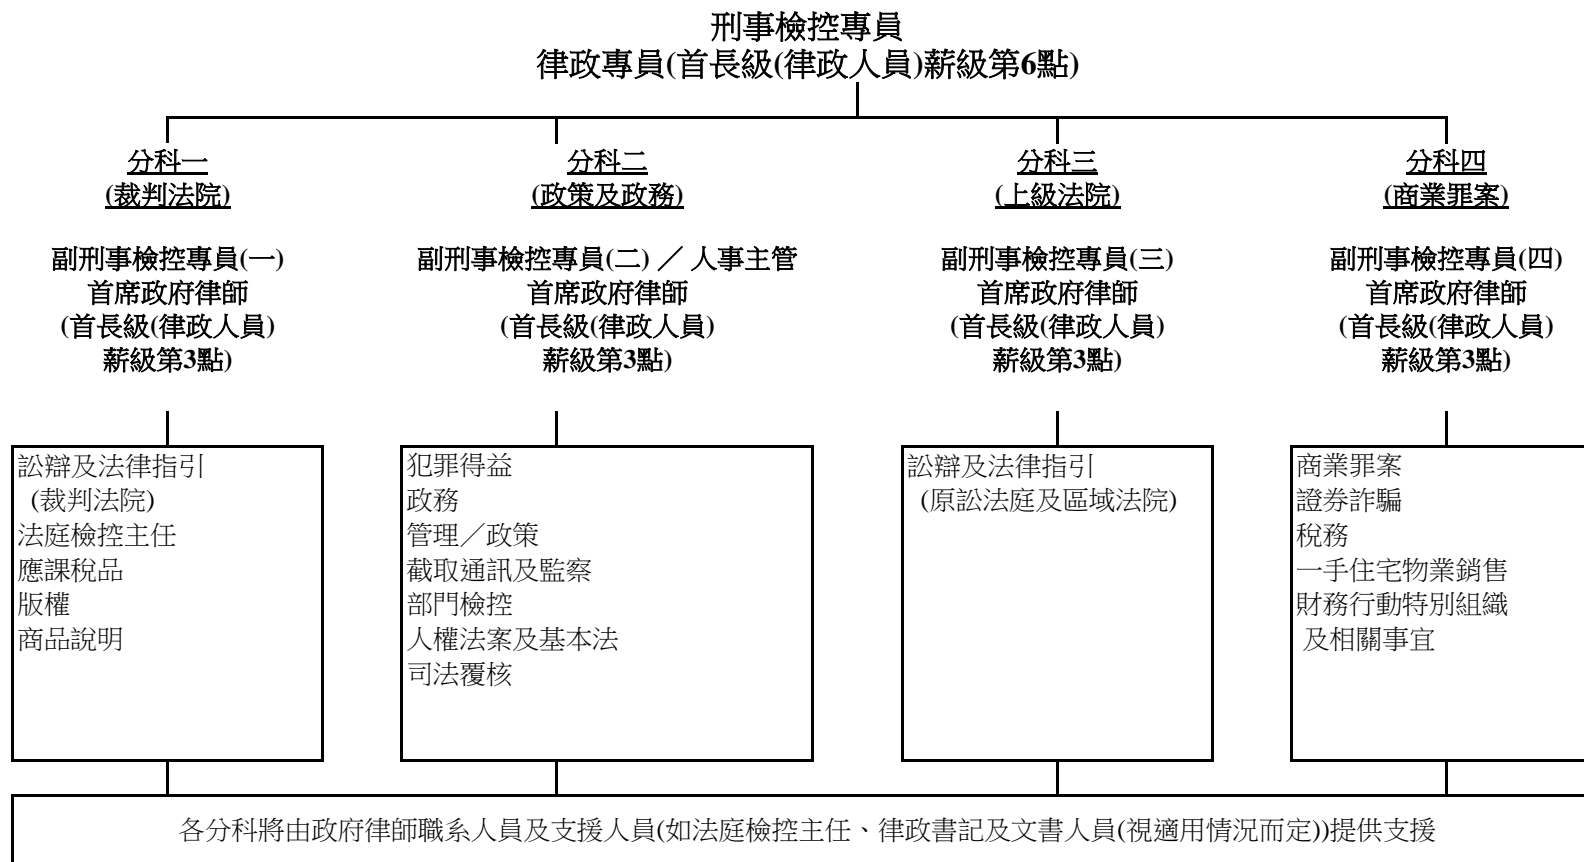 刑事檢控專員
律政專員(首長級(律政人員)薪級第6點)
分科一
(裁判法院)
副刑事檢控專員(一)
首席政府律師
(首長級(律政人員)
薪級第3點)
訟辯及法律指引
(裁判法院)
法庭檢控主任
應課稅品
版權
商品說明
分科二
(政策及政務)
副刑事檢控專員(二)／人事主管
首席政府律師
(首長級(律政人員)
薪級第3點)
犯罪得益
政務
管理／政策
截取通訊及監察
部門檢控
人權法案及基本法
司法覆核
分科三
(上級法院)
副刑事檢控專員(三)
首席政府律師
(首長級(律政人員)
薪級第3點)
訟辯及法律指引
(原訟法庭及區域法院)
分科四
(商業罪案)
副刑事檢控專員(四)
首席政府律師
(首長級(律政人員)
薪級第3點)
商業罪案
證券詐騙
稅務
一手住宅物業銷售
財務行動特別組織
及相關事宜
各分科將由政府律師職系人員及支援人員(如法庭檢控主任、律政書記及文書人員(視適用情況而定))提供支援